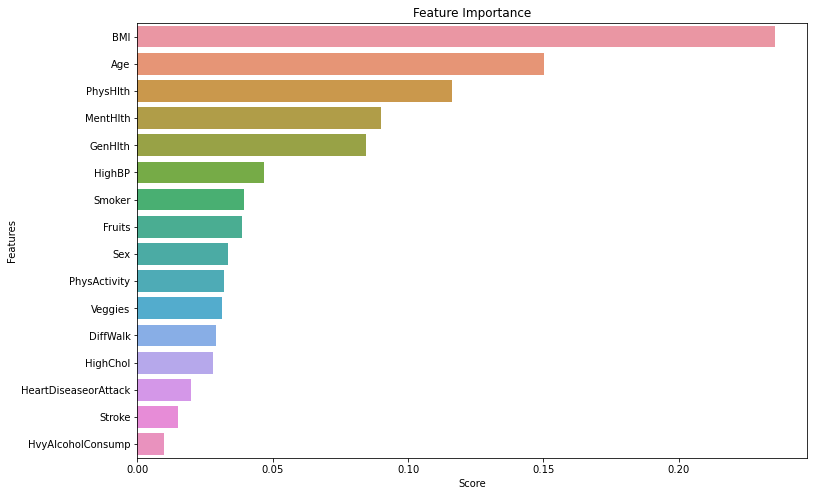 Feature Importance
BMI
Age
PhysHlth
MentHlth
GenHlth
HighBP
Smoker
Fruits
Sex
PhysActivity
Veggies
DiffWalk
HighChol
HeartDiseaseorAttack
Stroke
HvyAlcoholConsump
Features
0.00 0.05 0.10 0.15 0.20
Score